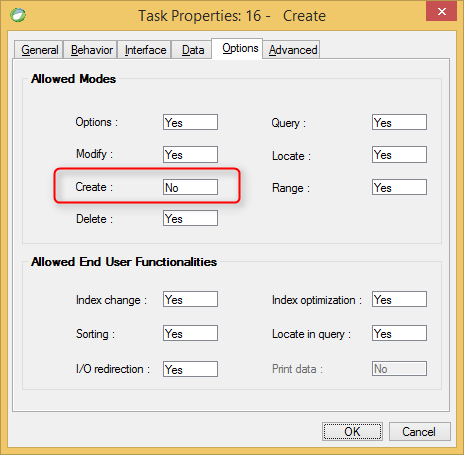 Task Properties: 16 -   Create
General Behavior Interface Data Options Advanced
Allowed Modes
Options : Yes Query : Yes
Modify : Yes Locate : Yes
Create : No Range : Yes
Delete : Yes
Allowed End User Functionalities
Index change : Yes Index optimization : Yes
Sorting : Yes Locate in query : Yes
I/O redirection : Yes Print data : No
OK Cancel